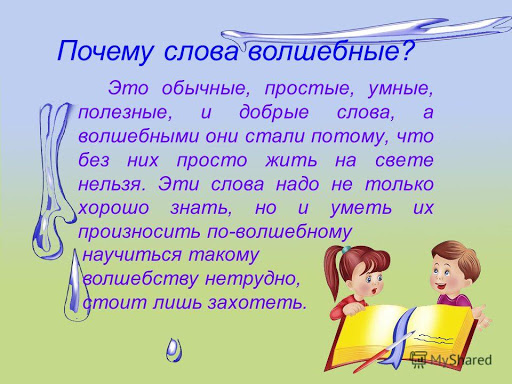 Почему слова волшебные?
Это обычные, простые, умные,
полезные, и добрые слова, а
волшебными они стали потому, что
без них просто жить на свете
нельзя. Эти слова надо не только
хорошо знать, но и уметь их
произносить по-волшебному
научиться такому
волшебству нетрудно,
стоит лишь захотеть.
MyShared